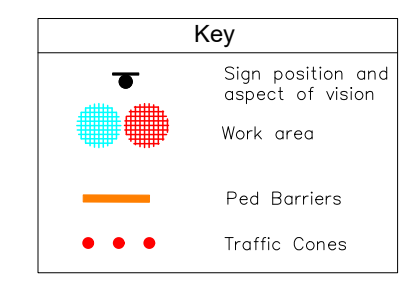 Key
Sign position and
aspect of vision
Work area
Ped Barriers
Traffic Cones